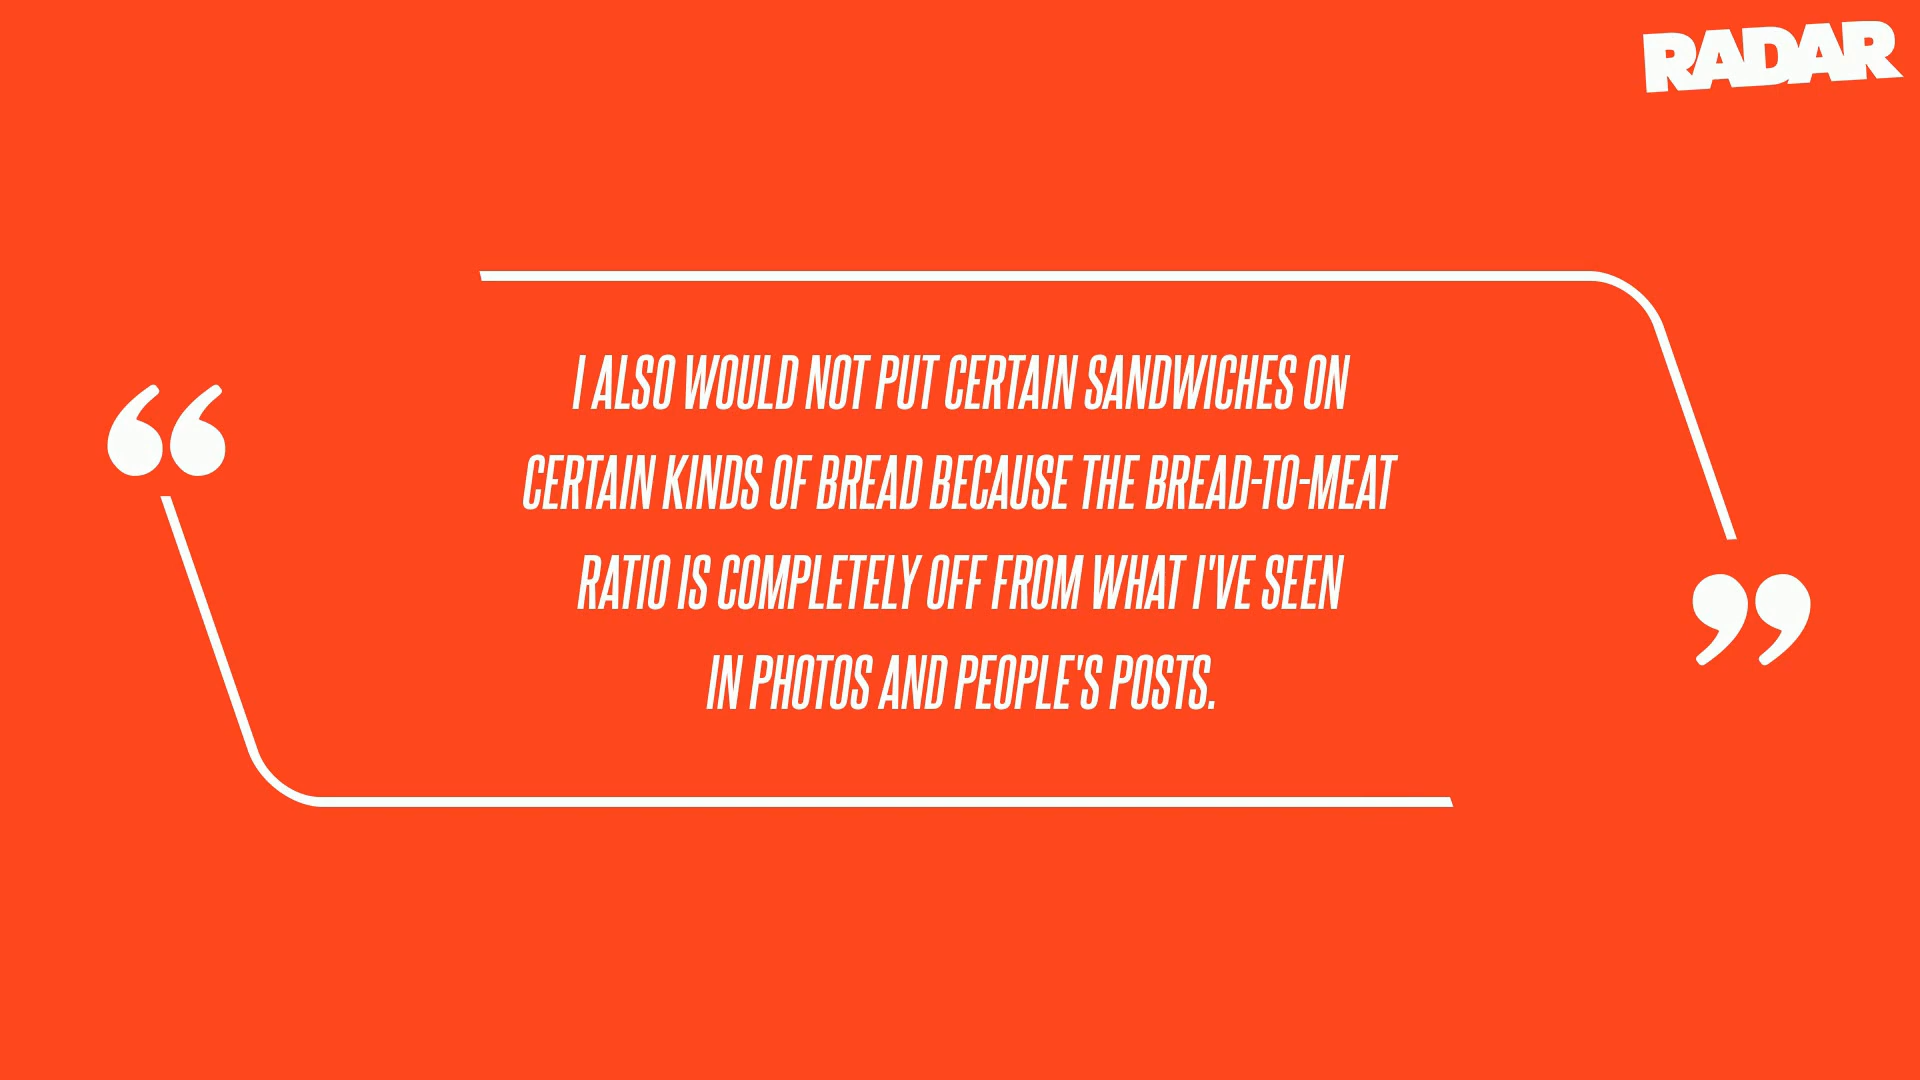 RADAR
I ALSO WOULD NOT PUT CERTAIN SANDWICHES ON
CERTAIN KINDS OF BREAD BECAUSE THE BREAD-TO-MEAT
RATIO IS COMPLETELY OFF FROM WHAT I'VE SEEN
IN PHOTOS AND PEOPLE'S POSTS.